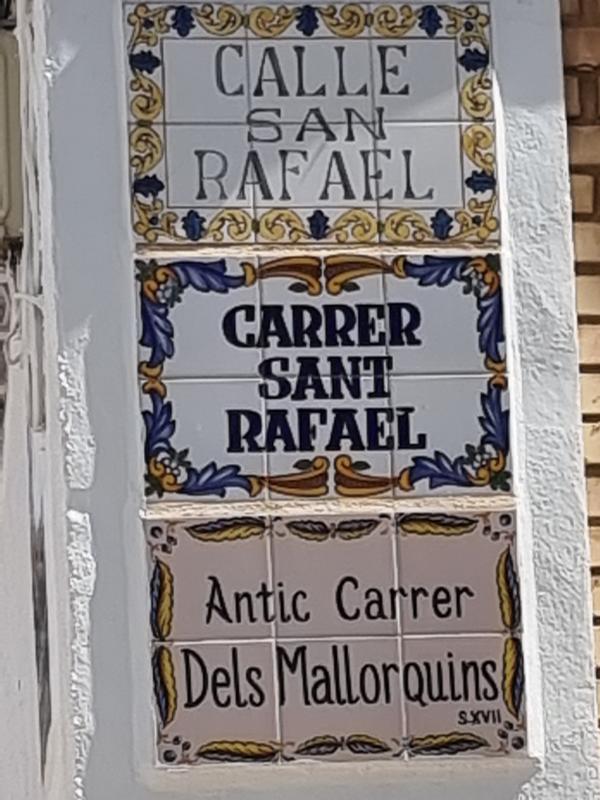 CALLE
SAN
RAFAEL
CARRER
SANT
RAFAEL
Antic Carrer
Dels Mallorquins
S.XVII